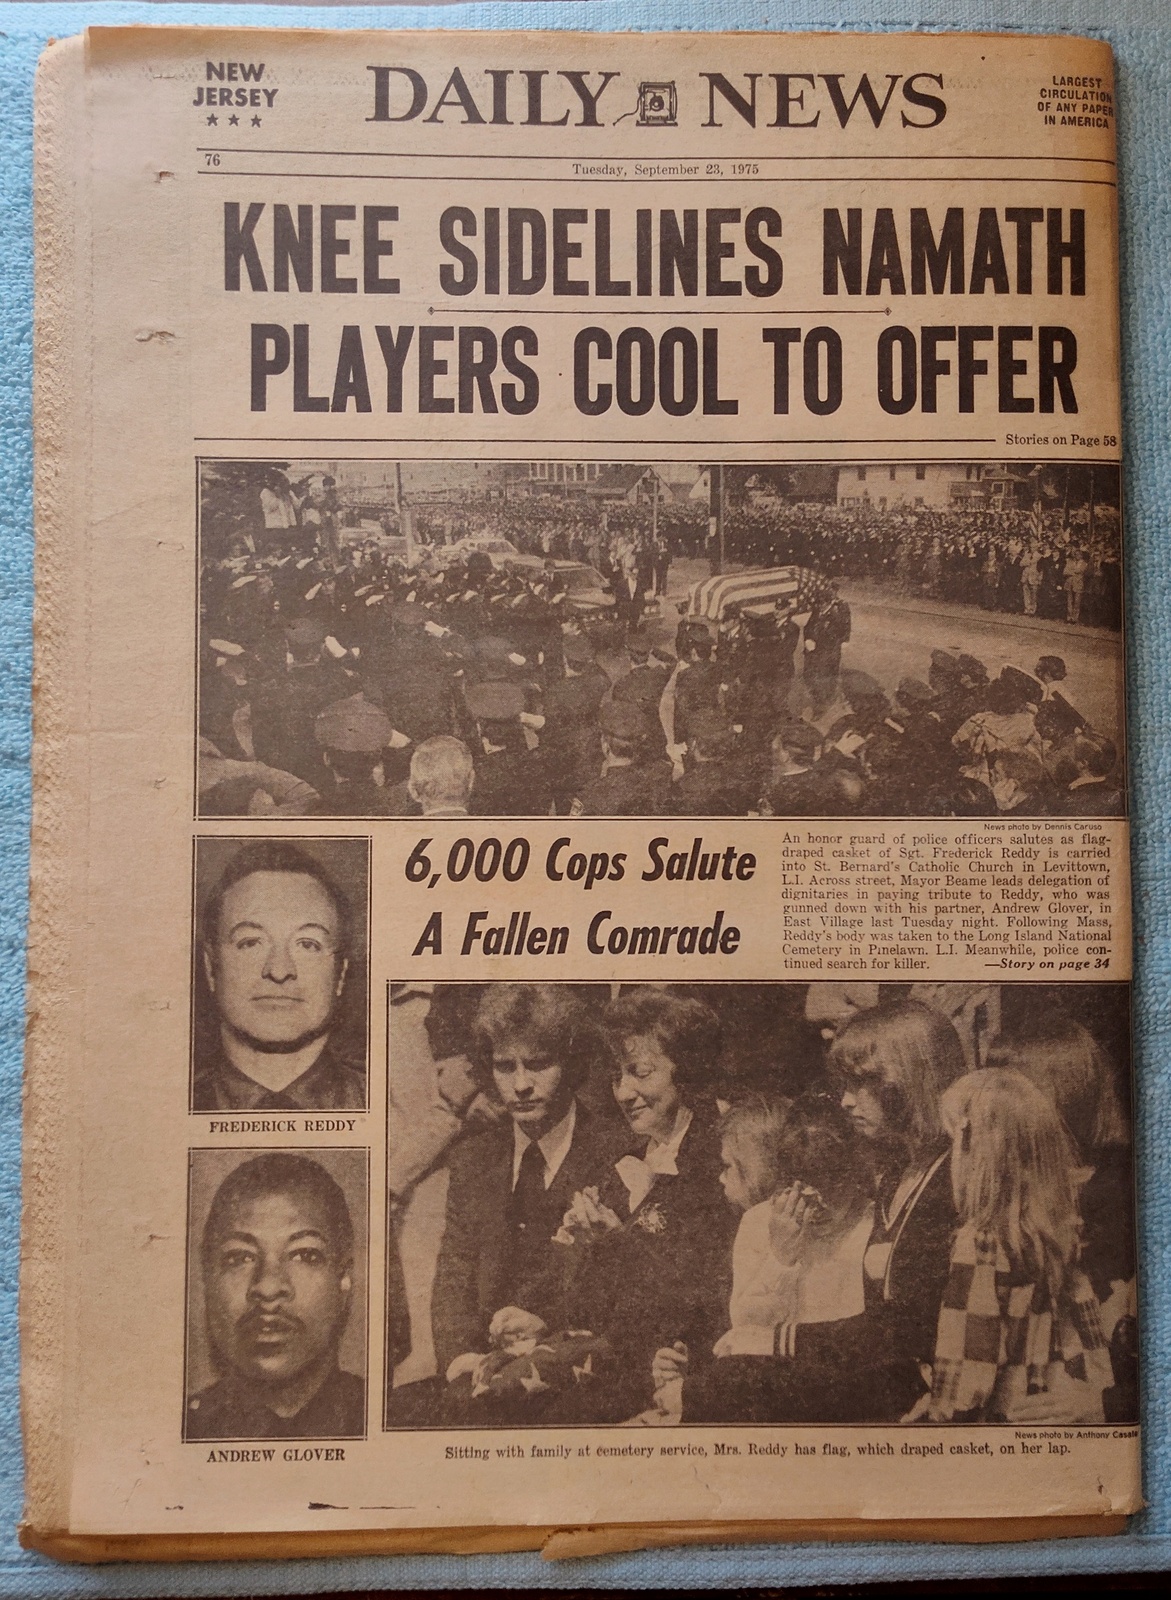 NEW
JERSEY
★ ★ ★
DAILY NEWS
LARGEST
CIRCULATION
OF ANY PAPER
IN AMERICA
76
Tuesday, September 23, 1975
KNEE SIDELINES NAMATH
PLAYERS COOL TO OFFER
Stories on Page 58
News photo by Dennis Caruso
6,000 Cops Salute
A Fallen Comrade
An honor guard of police officers salutes as flag-
draped casket of Sgt. Frederick Reddy is carried
into St. Bernard's Catholic Church in Levittown,
L.I. Across street, Mayor Beame leads delegation of
dignitaries in paying tribute to Reddy, who was
gunned down with his partner, Andrew Glover, in
East Village last Tuesday night. Following Mass,
Reddy's body was taken to the Long Island National
Cemetery in Pinelawn. L.I. Meanwhile, police con-
tinued search for killer. —Story on page 34
FREDERICK REDDY
ANDREW GLOVER
News photo by Anthony Casale
Sitting with family at cemetery service, Mrs. Reddy has flag, which draped casket, on her lap.